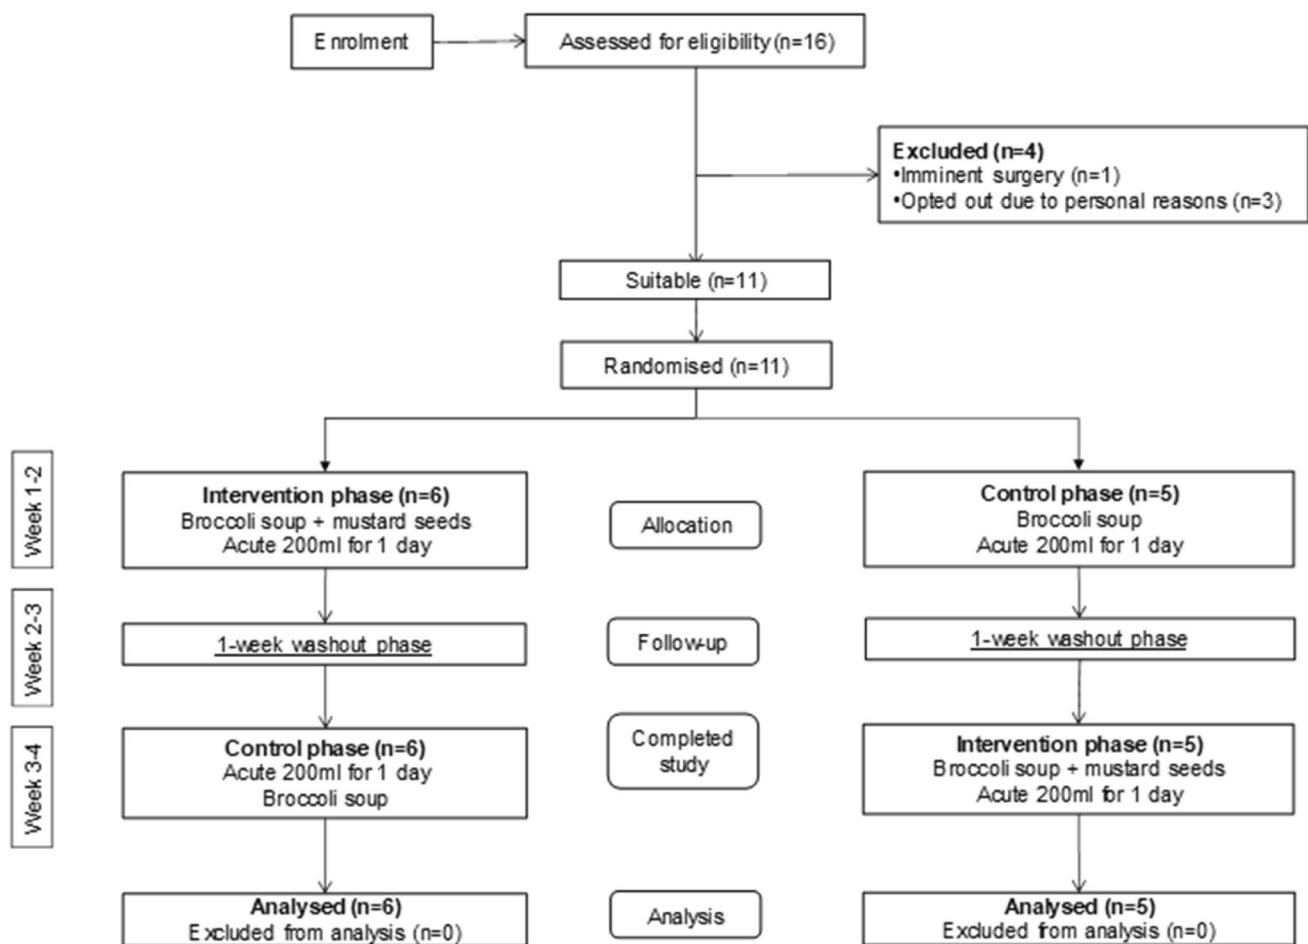 Enrolment
Assessed for eligibility (n=16)
Excluded (n=4)
•Imminent surgery (n=1)
•Opted out due to personal reasons (n=3)
Suitable (n=11)
Randomised (n=11)
Week 1-2
Intervention phase (n=6)
Broccoli soup + mustard seeds
Acute 200ml for 1 day
Allocation
Control phase (n=5)
Broccoli soup
Acute 200ml for 1 day
Week 2-3
1-week washout phase
Follow-up
1-week washout phase
Week 3-4
Control phase (n=6)
Acute 200ml for 1 day
Broccoli soup
Completed
study
Intervention phase (n=5)
Broccoli soup + mustard seeds
Acute 200ml for 1 day
Analysed (n=6)
Excluded from analysis (n=0)
Analysis
Analysed (n=5)
Excluded from analysis (n=0)